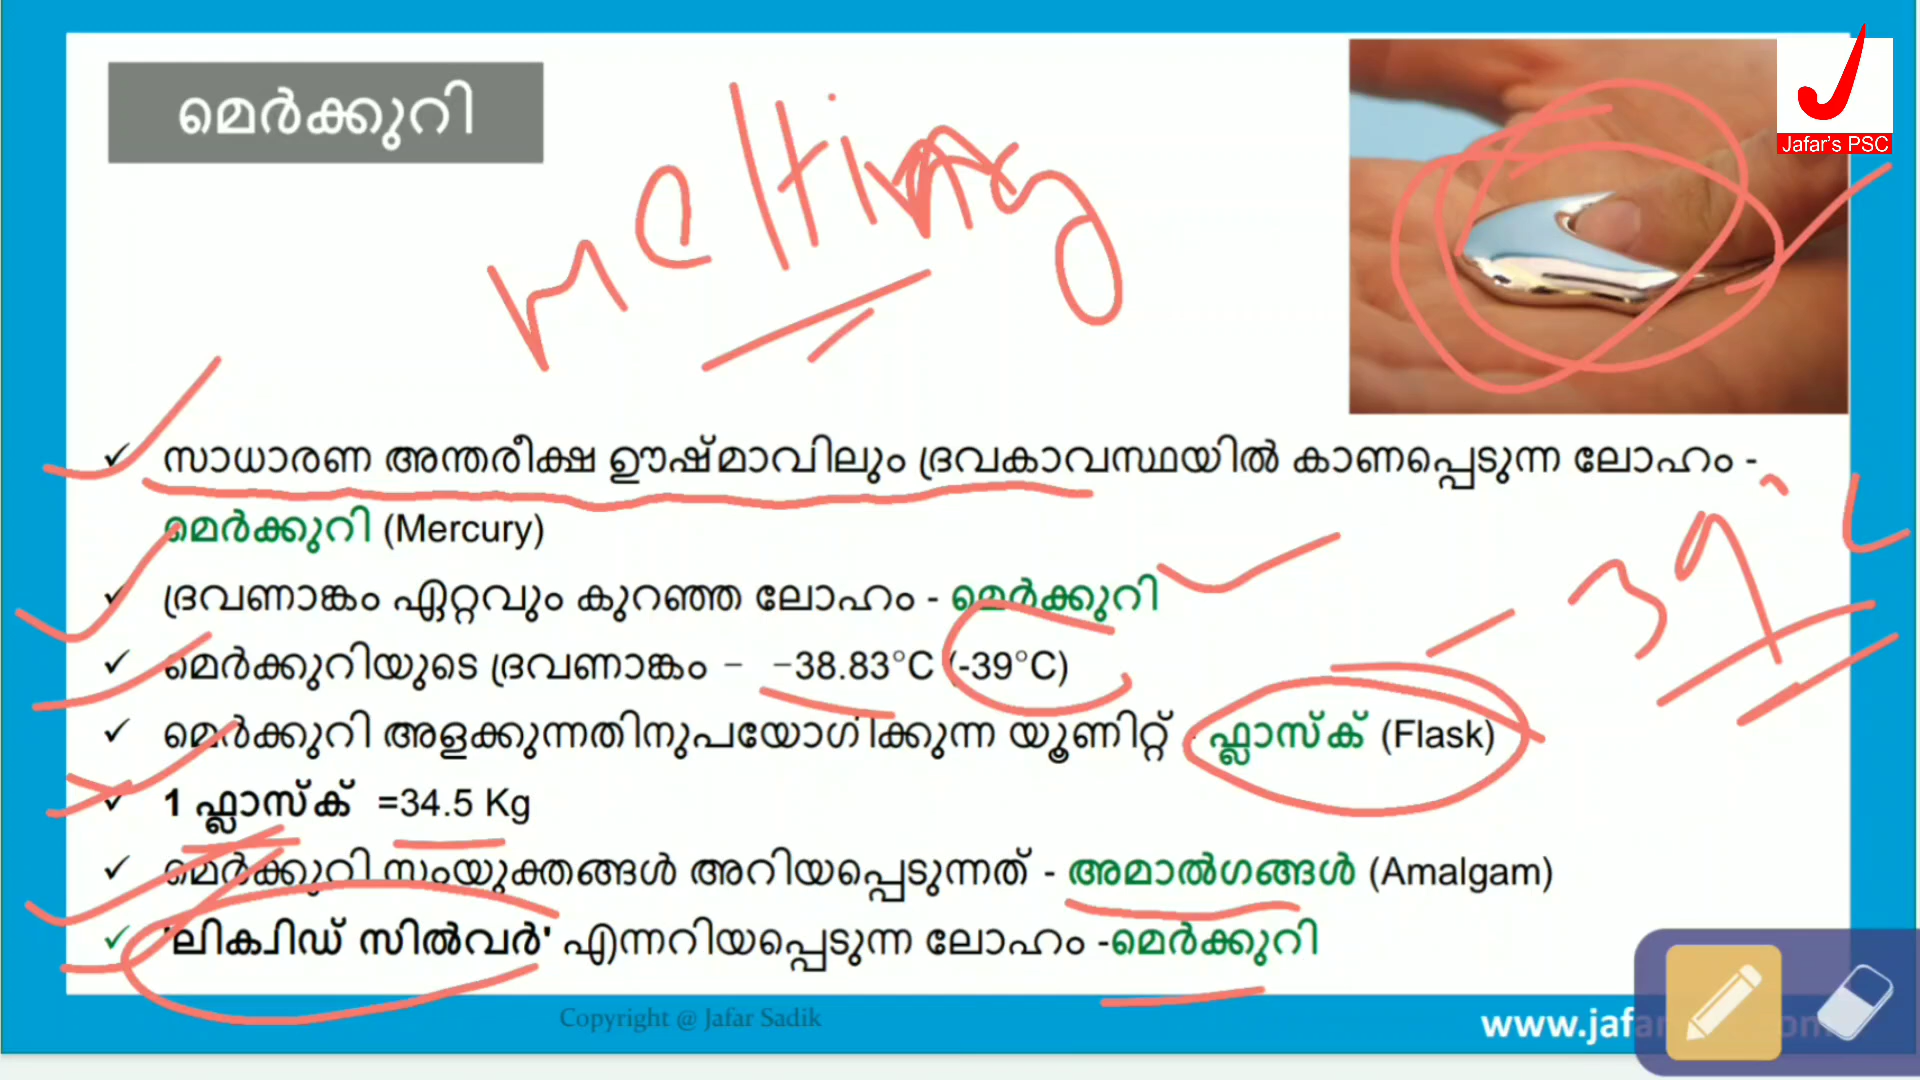 മെർക്കുറി
melting
Jafar's PSC
സാധാരണ അന്തരീക്ഷ ഊഷ്മാവിലും ദ്രവകാവസ്ഥയിൽ കാണപ്പെടുന്ന ലോഹം -
മെർക്കുറി (Mercury)
ദ്രവണാങ്കം ഏറ്റവും കുറഞ്ഞ ലോഹം - മെർക്കുറി
മെർക്കുറിയുടെ ദ്രവണാങ്കം - -38.83°C (-39°C)
- 39°C
മെർക്കുറി അളക്കുന്നതിനുപയോഗിക്കുന്ന യൂണിറ്റ് - ഫ്ലാസ്ക് (Flask)
1 ഫ്ലാസ്ക് =34.5 Kg
മെർക്കുറി സംയുക്തങ്ങൾ അറിയപ്പെടുന്നത് - അമാൽഗങ്ങൾ (Amalgam)
'ലിക്വിഡ് സിൽവർ' എന്നറിയപ്പെടുന്ന ലോഹം -മെർക്കുറി
Copyright @ Jafar Sadik